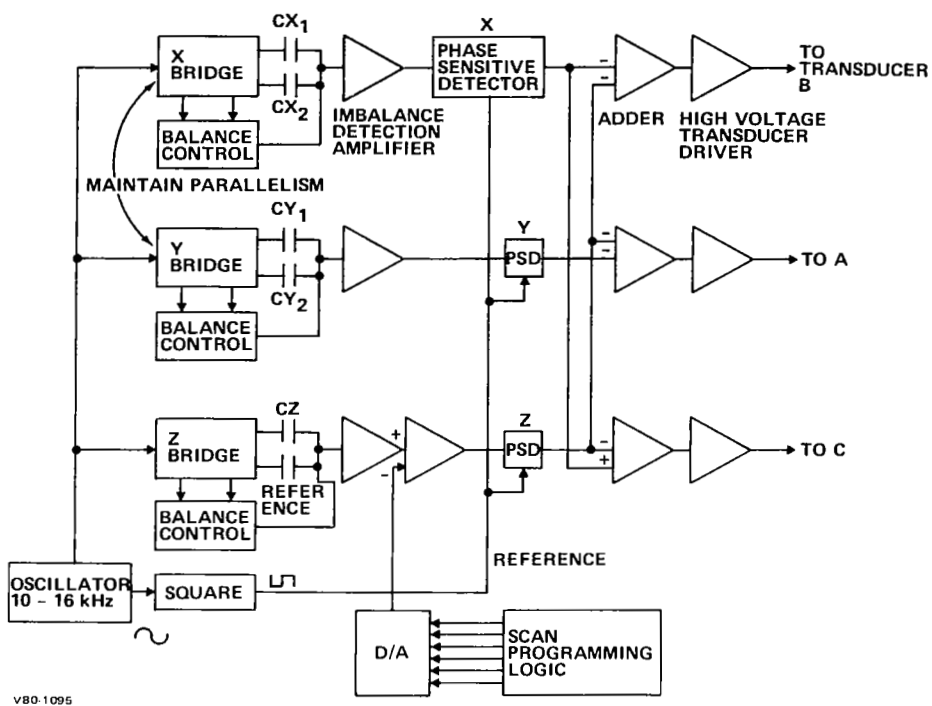 X
BRIDGE
CX1
CX2
BALANCE
CONTROL
IMBALANCE
DETECTION
AMPLIFIER
X
PHASE
SENSITIVE
DETECTOR
-
-
ADDER
HIGH VOLTAGE
TRANSDUCER
DRIVER
TO
TRANSDUCER
B
MAINTAIN PARALLELISM
Y
BRIDGE
CY1
CY2
BALANCE
CONTROL
Y
PSD
-
-
TO A
Z
BRIDGE
CZ
REFER
ENCE
BALANCE
CONTROL
+
-
Z
PSD
-
+
TO C
REFERENCE
OSCILLATOR
10 – 16 kHz
SQUARE
D/A
SCAN
PROGRAMMING
LOGIC
V80-1095